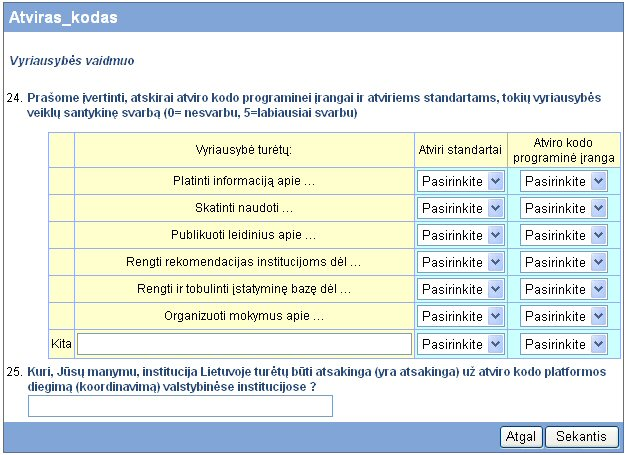 Atviras_kodas
Vyriausybės vaidmuo
24. Prašome įvertinti, atskirai atviro kodo programinei įrangai ir atviriems standartams, tokių vyriausybės
veiklų santykinę svarbą (0= nesvarbu, 5=labiausiai svarbu)
Vyriausybė turėtų: Atviri standartai Atviro kodo
programinė įranga
Platinti informaciją apie ... Pasirinkite Pasirinkite
Skatinti naudoti ... Pasirinkite Pasirinkite
Publikuoti leidinius apie ... Pasirinkite Pasirinkite
Rengti rekomendacijas institucijoms dėl ... Pasirinkite Pasirinkite
Rengti ir tobulinti įstatyminę bazę dėl ... Pasirinkite Pasirinkite
Organizuoti mokymus apie ... Pasirinkite Pasirinkite
Kita Pasirinkite Pasirinkite
25. Kuri, Jūsų manymu, institucija Lietuvoje turėtų būti atsakinga (yra atsakinga) už atviro kodo platformos
diegimą (koordinavimą) valstybinėse institucijose ?
Atgal Sekantis